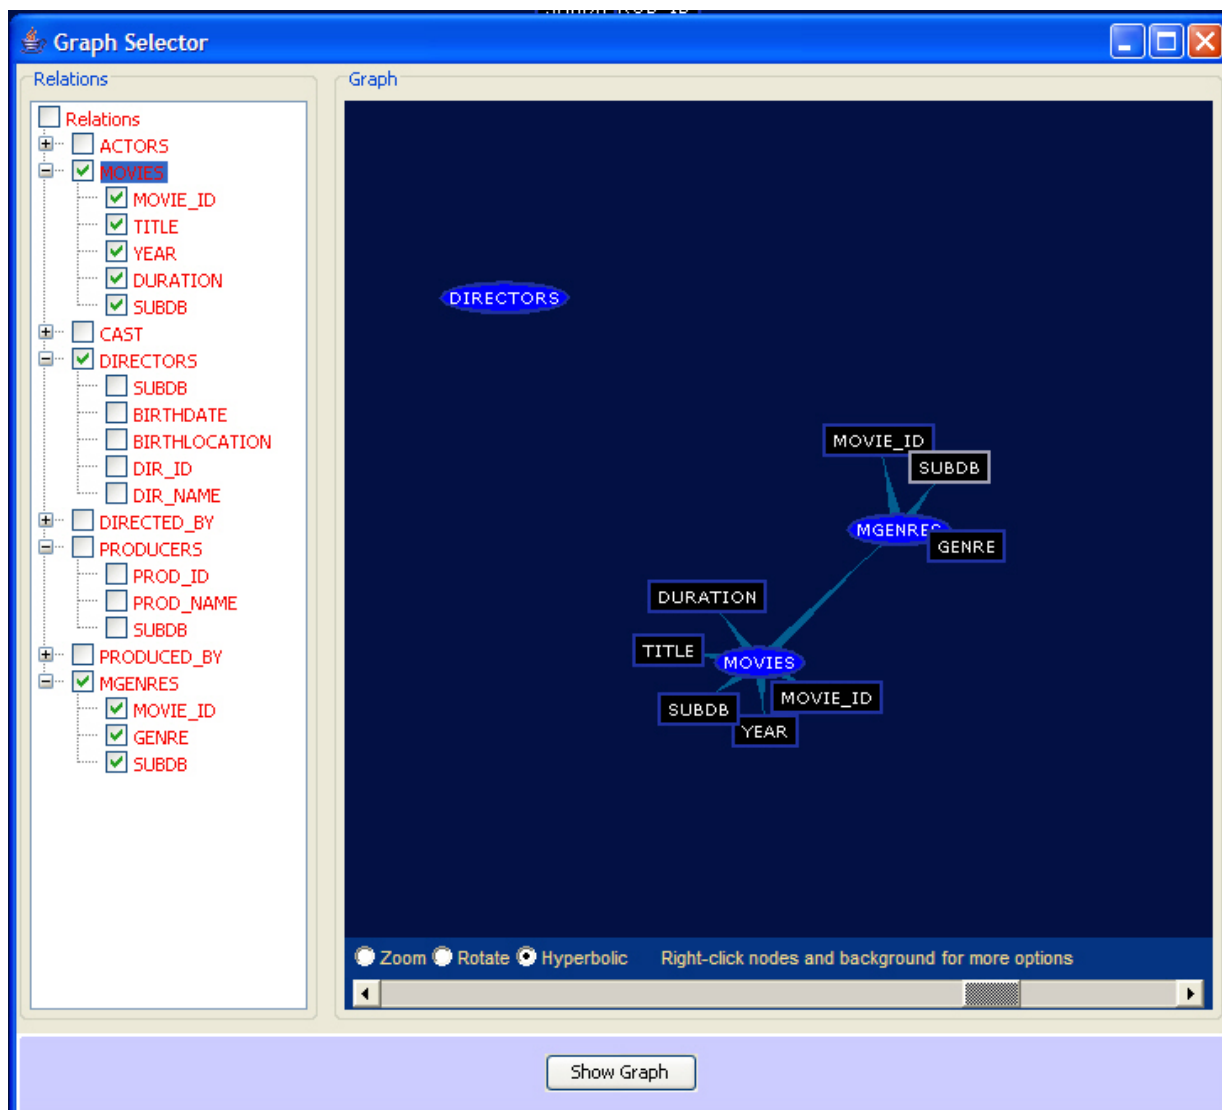 Graph Selector
Relations
Relations
ACTORS
MOVIES
MOVIE_ID
TITLE
YEAR
DURATION
SUBDB
CAST
DIRECTORS
SUBDB
BIRTHDATE
BIRTHLOCATION
DIR_ID
DIR_NAME
DIRECTED_BY
PRODUCERS
PROD_ID
PROD_NAME
SUBDB
PRODUCED_BY
MGENRES
MOVIE_ID
GENRE
SUBDB
Graph
DIRECTORS
MOVIE_ID
SUBDB
MGENRES
GENRE
DURATION
TITLE
MOVIES
MOVIE_ID
SUBDB
YEAR
Zoom Rotate Hyperbolic Right-click nodes and background for more options
Show Graph